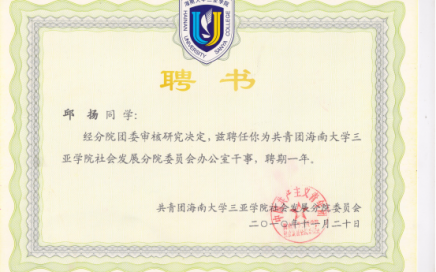 海南大学三亚学院
HAINAN UNIVERSITY SANYA COLLEGE
聘书
邱扬同学：
经分院团委审核研究决定，兹聘任你为共青团海南大学三
亚学院社会发展分院委员会办公室干事，聘期一年。
共青团海南大学三亚学院社会发展分院委员会
二〇一〇年十一月二十日